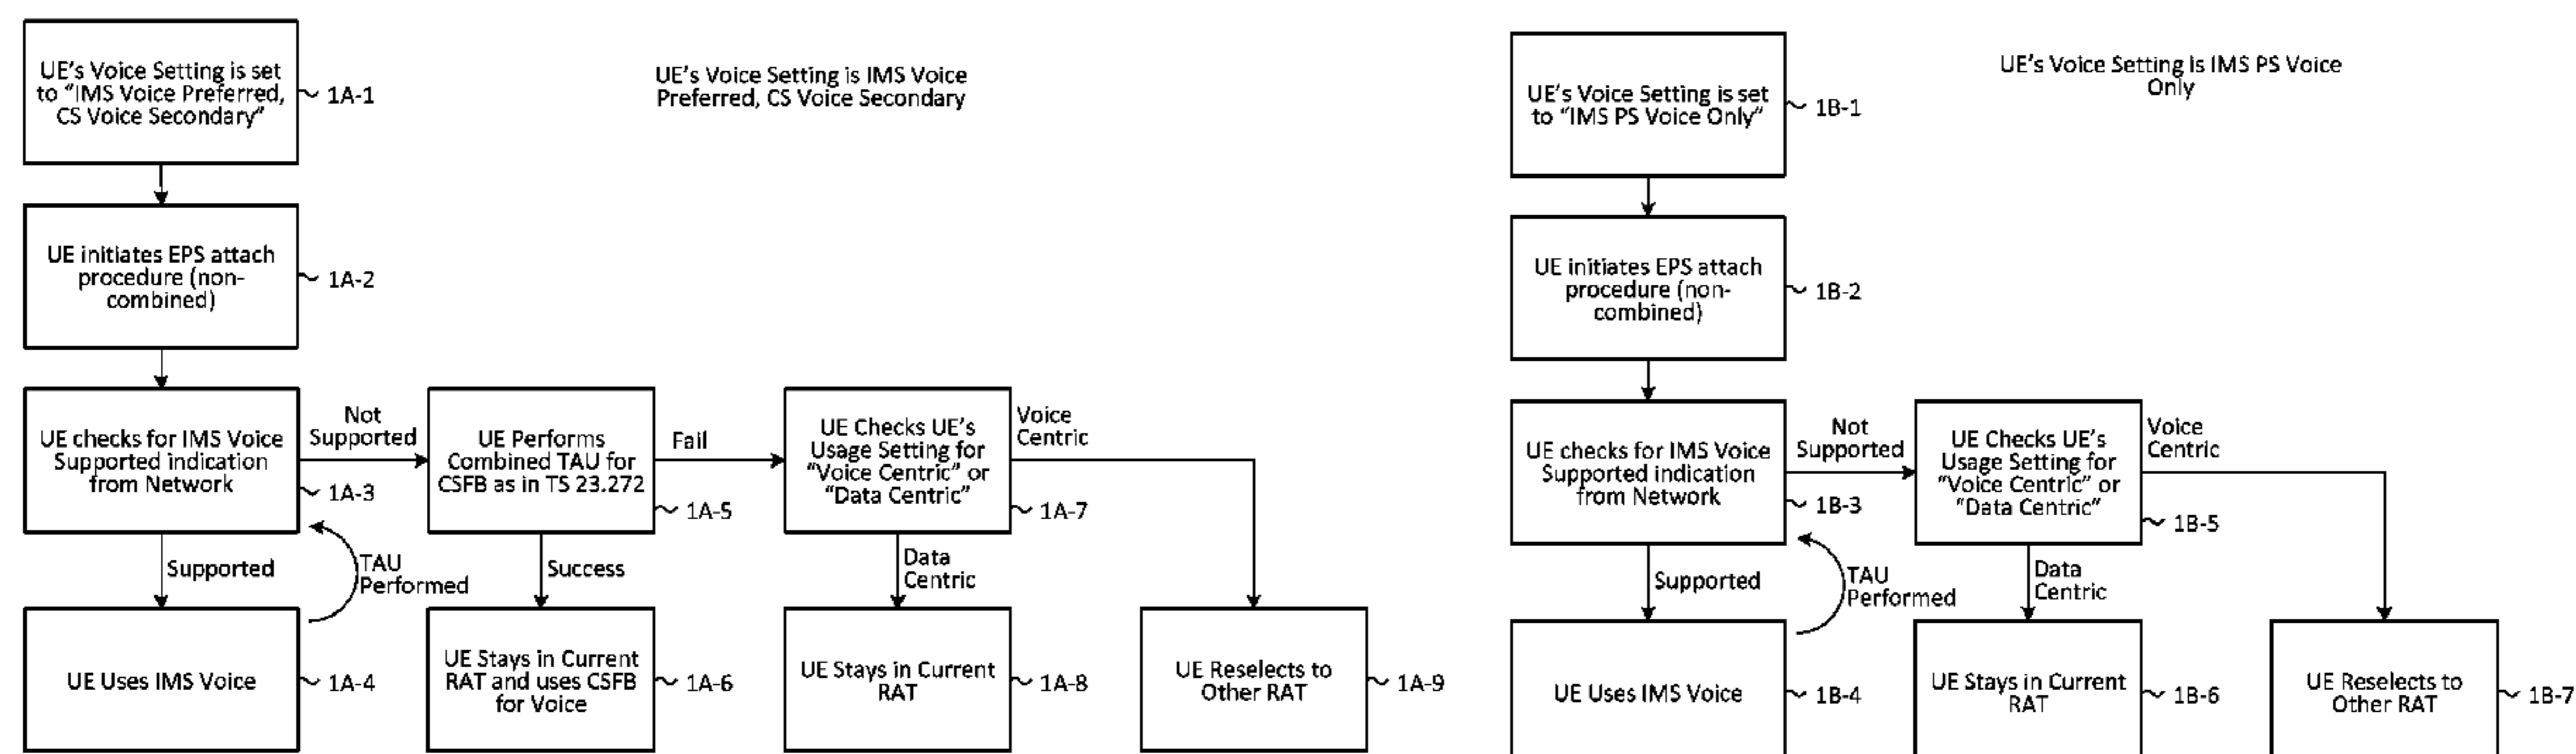 UE's Voice Setting is set
to "IMS Voice Preferred,
CS Voice Secondary"
1A-1
UE's Voice Setting is IMS Voice
Preferred, CS Voice Secondary
UE initiates EPS attach
procedure (non-
combined)
1A-2
UE checks for IMS Voice
Supported indication
from Network
1A-3
Not
Supported
UE Performs
Combined TAU for
CSFB as in TS 23.272
1A-5
Fail
UE Checks UE's
Usage Setting for
"Voice Centric" or
"Data Centric"
1A-7
Voice
Centric
Supported
TAU
Performed
Success
Data
Centric
UE Uses IMS Voice
1A-4
UE Stays in Current
RAT and uses CSFB
for Voice
1A-6
UE Stays in Current
RAT
1A-8
UE Reselects to
Other RAT
1A-9
UE's Voice Setting is set
to "IMS PS Voice Only"
1B-1
UE's Voice Setting is IMS PS Voice
Only
UE initiates EPS attach
procedure (non-
combined)
1B-2
UE checks for IMS Voice
Supported indication
from Network
1B-3
Not
Supported
UE Checks UE's
Usage Setting for
"Voice Centric" or
"Data Centric"
1B-5
Voice
Centric
Supported
TAU
Performed
Data
Centric
UE Uses IMS Voice
1B-4
UE Stays in Current
RAT
1B-6
UE Reselects to
Other RAT
1B-7